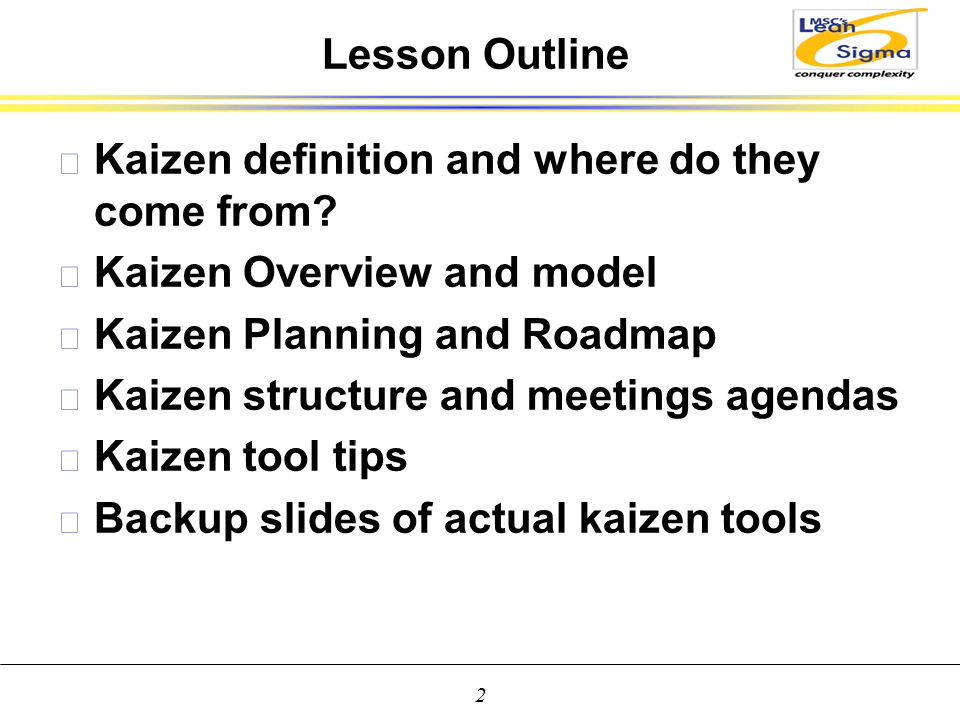 Lesson Outline
MSC's
Lean
Sigma
conquer complexity
Kaizen definition and where do they
come from?
Kaizen Overview and model
Kaizen Planning and Roadmap
Kaizen structure and meetings agendas
Kaizen tool tips
Backup slides of actual kaizen tools
2